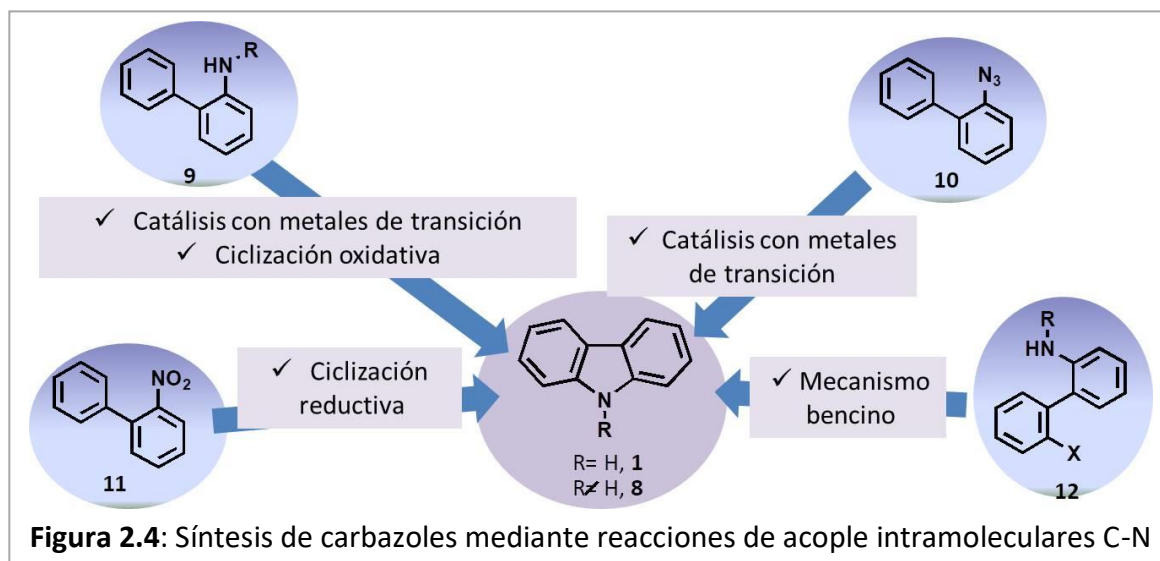 HN
R
9
N3
10
✓ Catálisis con metales de transición
✓ Ciclización oxidativa
✓ Catálisis con metales
de transición
NO2
11
✓ Ciclización
reductiva
N
R
R= H, 1
R≠ H, 8
✓ Mecanismo
bencino
R
HN
X
12
Figura 2.4: Síntesis de carbazoles mediante reacciones de acople intramoleculares C-N